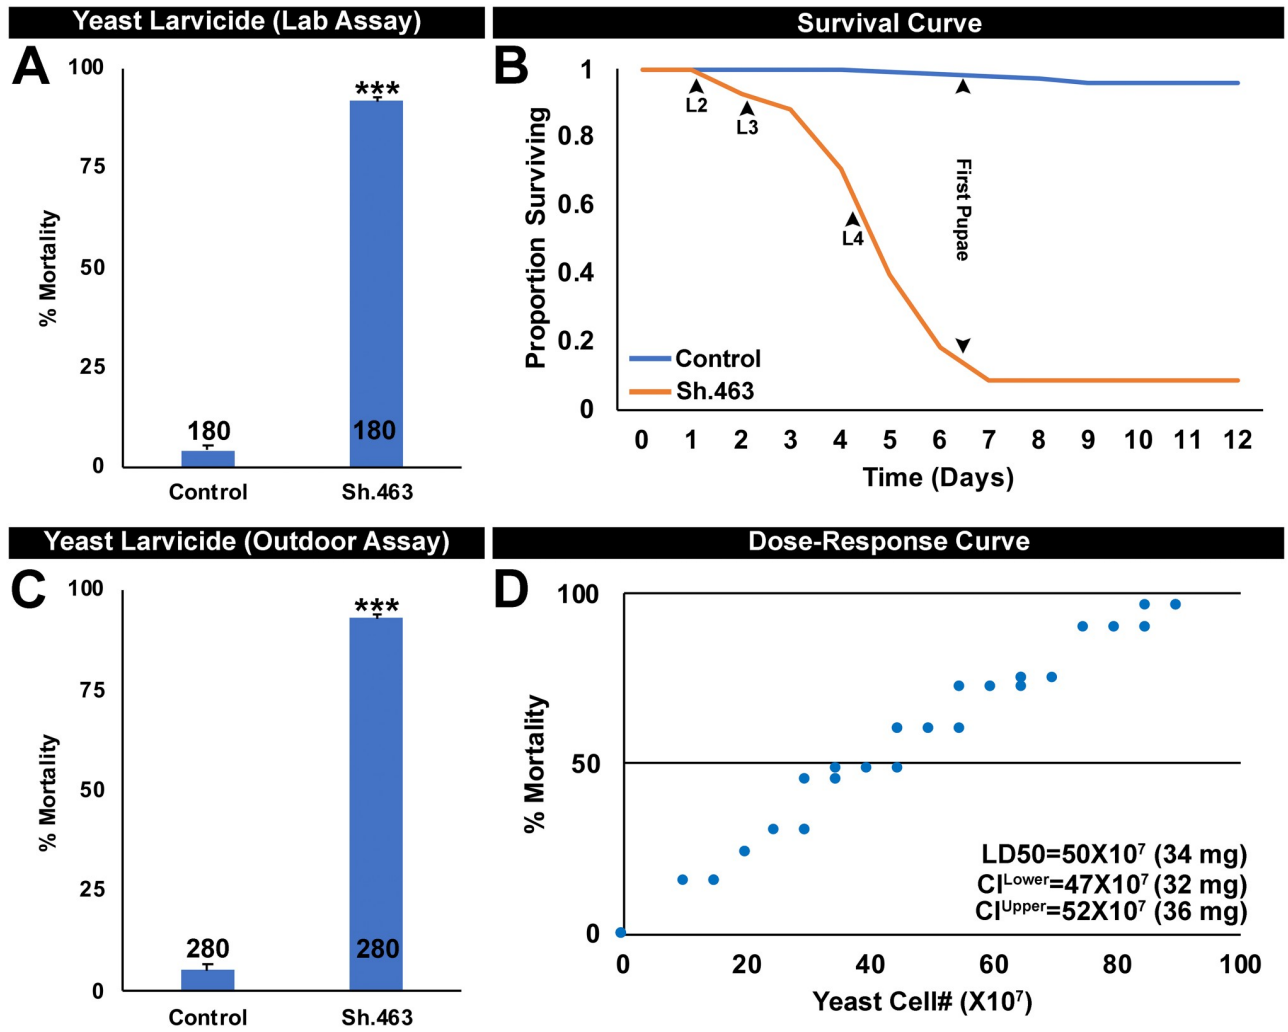 Yeast Larvicide (Lab Assay)
A
100
75
50
25
0
% Mortality
***
180
180
Control
Sh.463
Survival Curve
B
1
0.8
0.6
0.4
0.2
0
Proportion Surviving
L2
L3
L4
First Pupae
Control
Sh.463
0 1 2 3 4 5 6 7 8 9 10 11 12
Time (Days)
Yeast Larvicide (Outdoor Assay)
C
100
75
50
25
0
% Mortality
***
280
280
Control
Sh.463
Dose-Response Curve
D
100
50
0
% Mortality
LD50=50X10⁷ (34 mg)
CI^Lower=47X10⁷ (32 mg)
CI^Upper=52X10⁷ (36 mg)
0 20 40 60 80 100
Yeast Cell# (X10⁷)